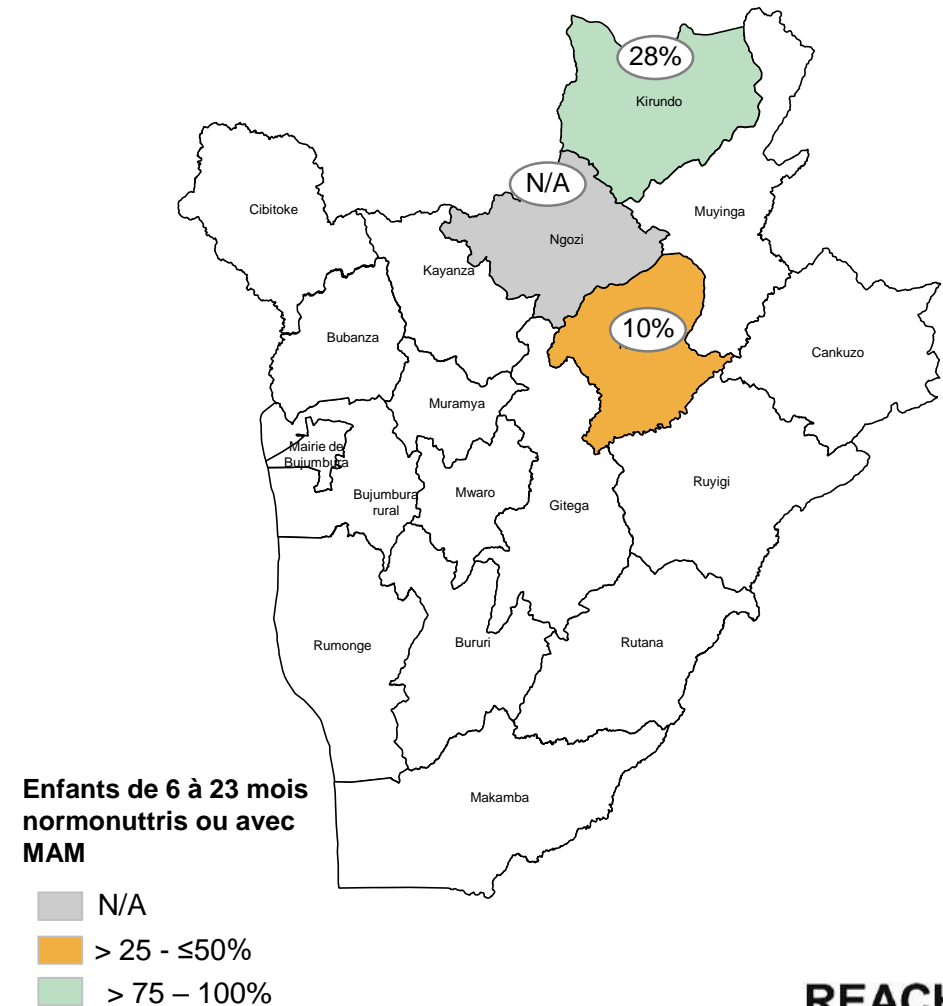 28%
Kirundo
N/A
Ngozi
Muyinga
Cibitoke
Kayanza
Bubanza
10%
Cankuzo
Muramya
Mairie de
Bujumbura
Bujumbura
rural
Mwaro
Gitega
Ruyigi
Rumonge
Bururi
Rutana
Makamba
Enfants de 6 à 23 mois
normonuttris ou avec
MAM
N/A
> 25 - ≤50%
> 75 – 100%